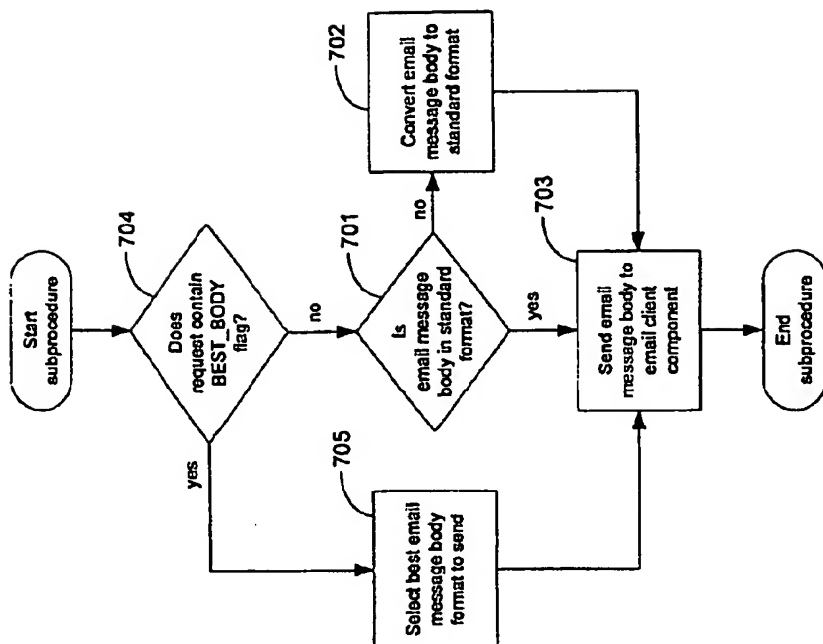 Start
subprocedure
704
Does
request contain
BEST_BODY
flag?
yes
no
701
Is
email message
body in standard
format?
no
yes
702
Convert email
message body to
standard format
705
Select best email
message body
format to send
703
Send email
message body to
email client
component
End
subprocedure